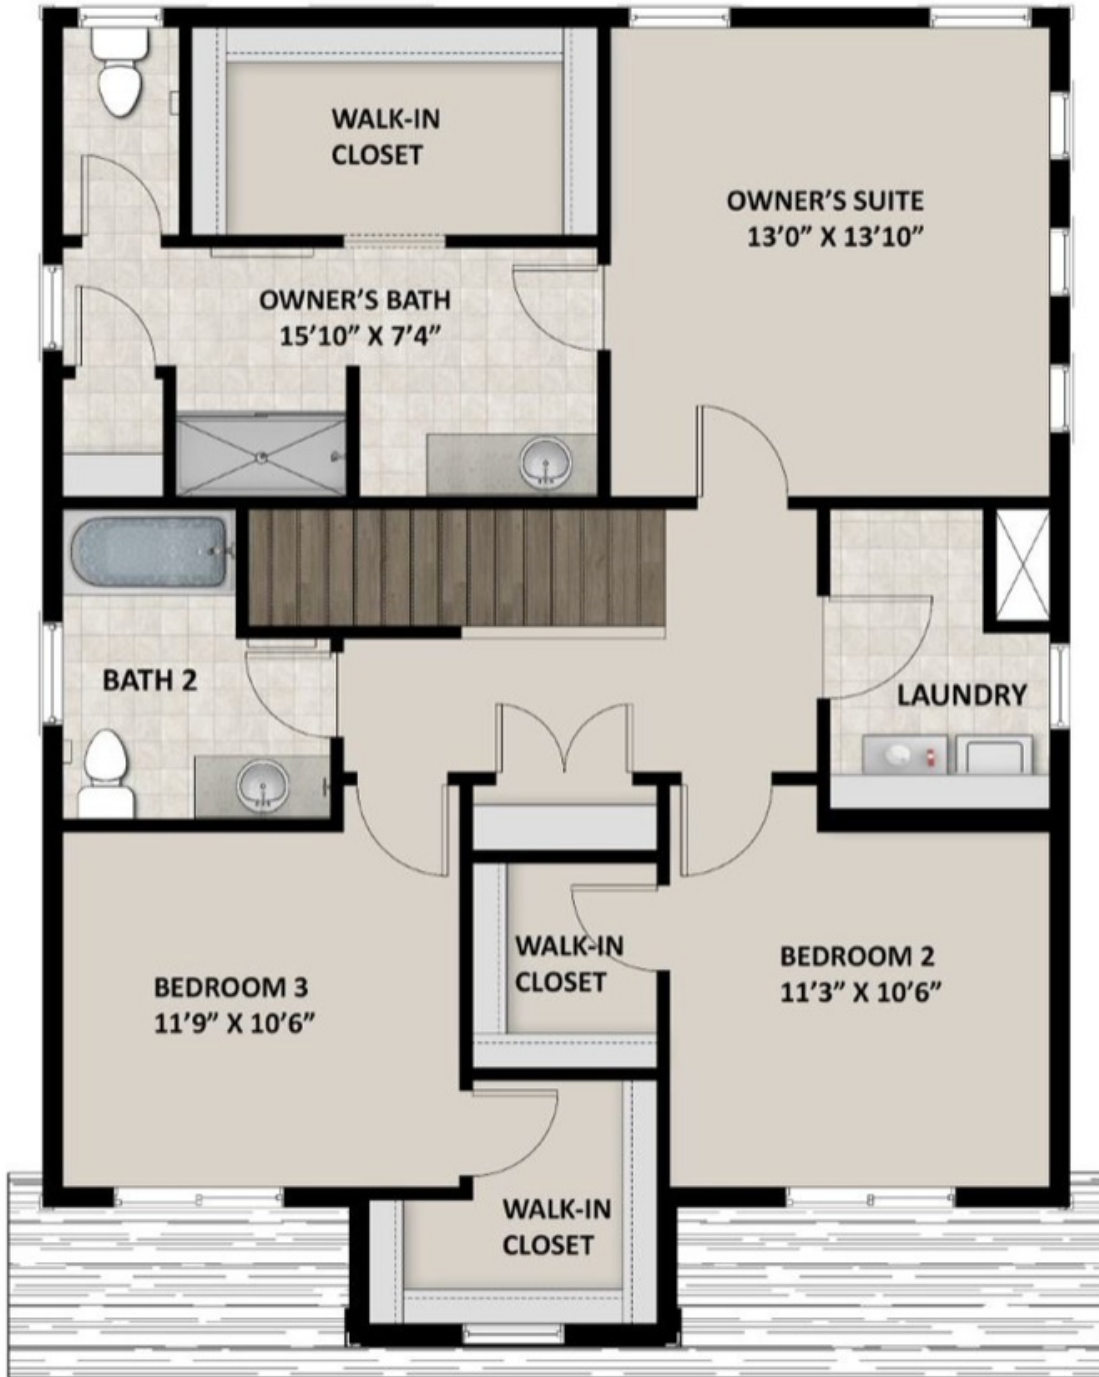 WALK-IN
CLOSET
OWNER’S SUITE
13’0” X 13’10”
OWNER’S BATH
15’10” X 7’4”
BATH 2
LAUNDRY
WALK-IN
CLOSET
BEDROOM 2
11’3” X 10’6”
BEDROOM 3
11’9” X 10’6”
WALK-IN
CLOSET